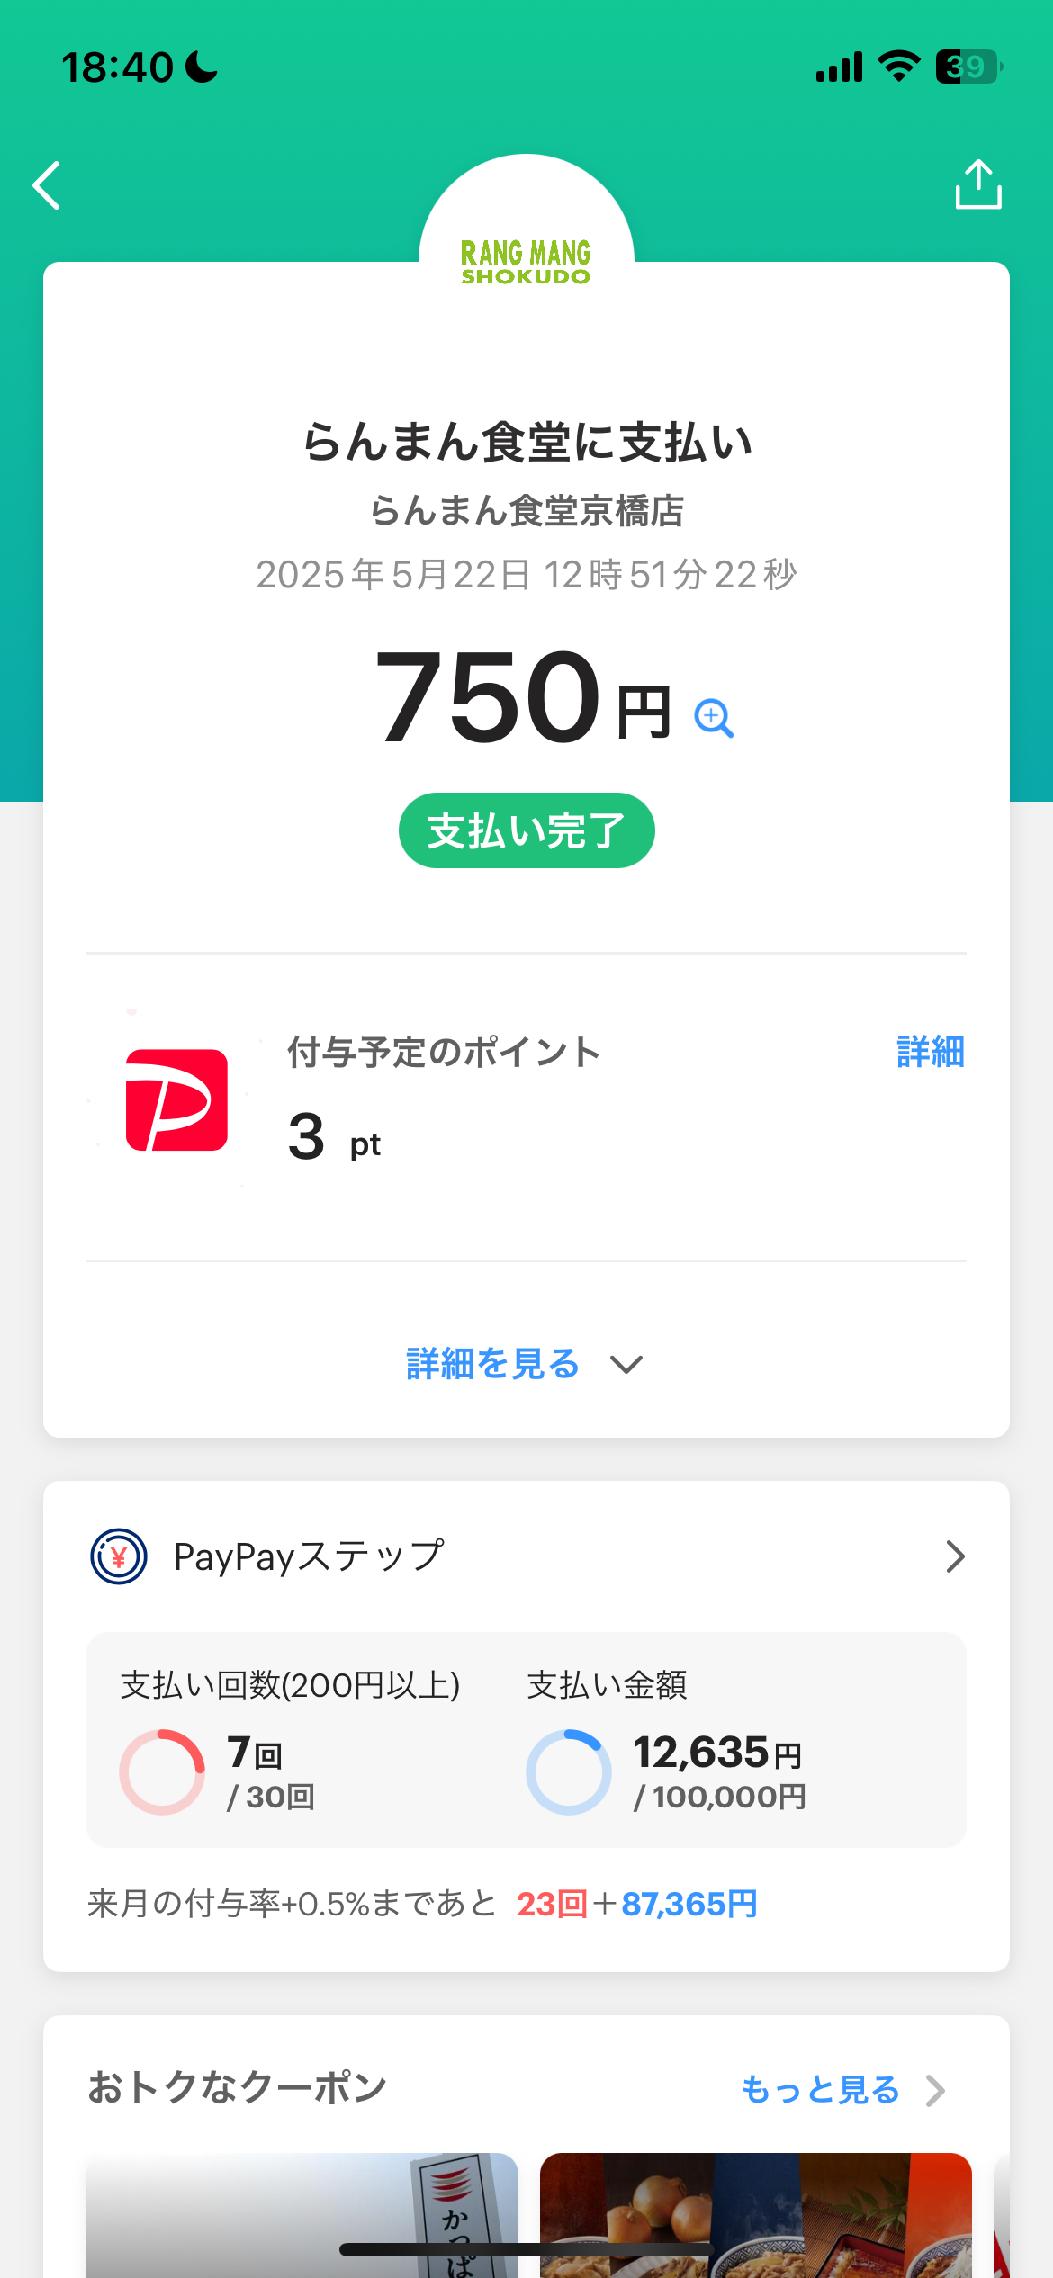 18:40
39
RANG MANG
SHOKUDO
らんまん食堂に支払い
らんまん食堂京橋店
2025年5月22日 12時51分22秒
750円
支払い完了
付与予定のポイント 詳細
3 pt
詳細を見る
PayPayステップ
支払い回数(200円以上) 支払い金額
7回 12,635円
/ 30回 / 100,000円
来月の付与率+0.5%まであと 23回+87,365円
おトクなクーポン もっと見る
かっぱ